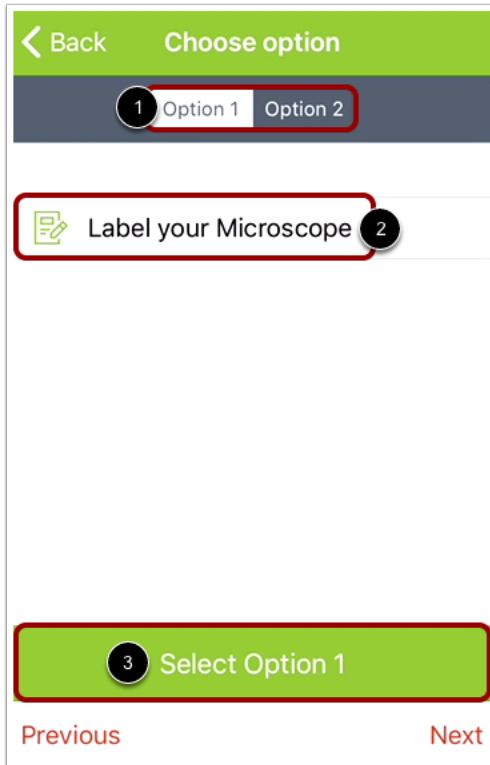 Back Choose option
1 Option 1 Option 2
Label your Microscope 2
3 Select Option 1
Previous Next